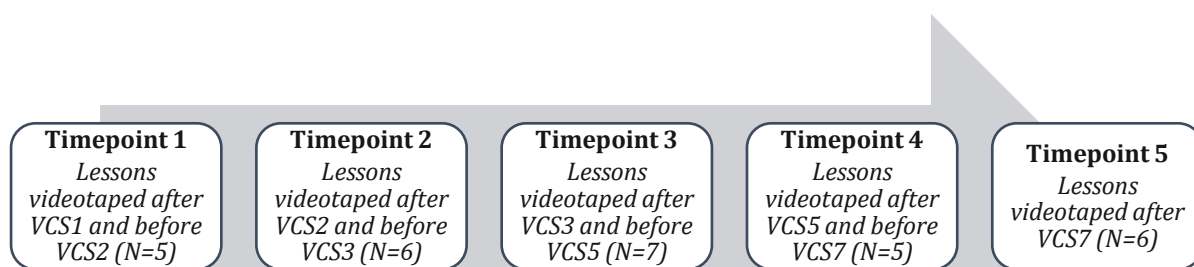 Timepoint 1
Lessons
videotaped after
VCS1 and before
VCS2 (N=5)
Timepoint 2
Lessons
videotaped after
VCS2 and before
VCS3 (N=6)
Timepoint 3
Lessons
videotaped after
VCS3 and before
VCS5 (N=7)
Timepoint 4
Lessons
videotaped after
VCS5 and before
VCS7 (N=5)
Timepoint 5
Lessons
videotaped after
VCS7 (N=6)